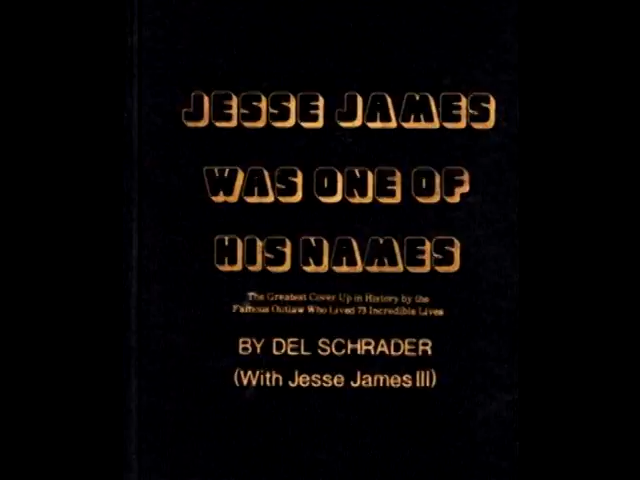 JESSE JAMES
WAS ONE OF
HIS NAMES
The Greatest Cover Up in History by the
Famous Outlaw Who Lived 73 Incredible Lives
BY DEL SCHRADER
(With Jesse James III)